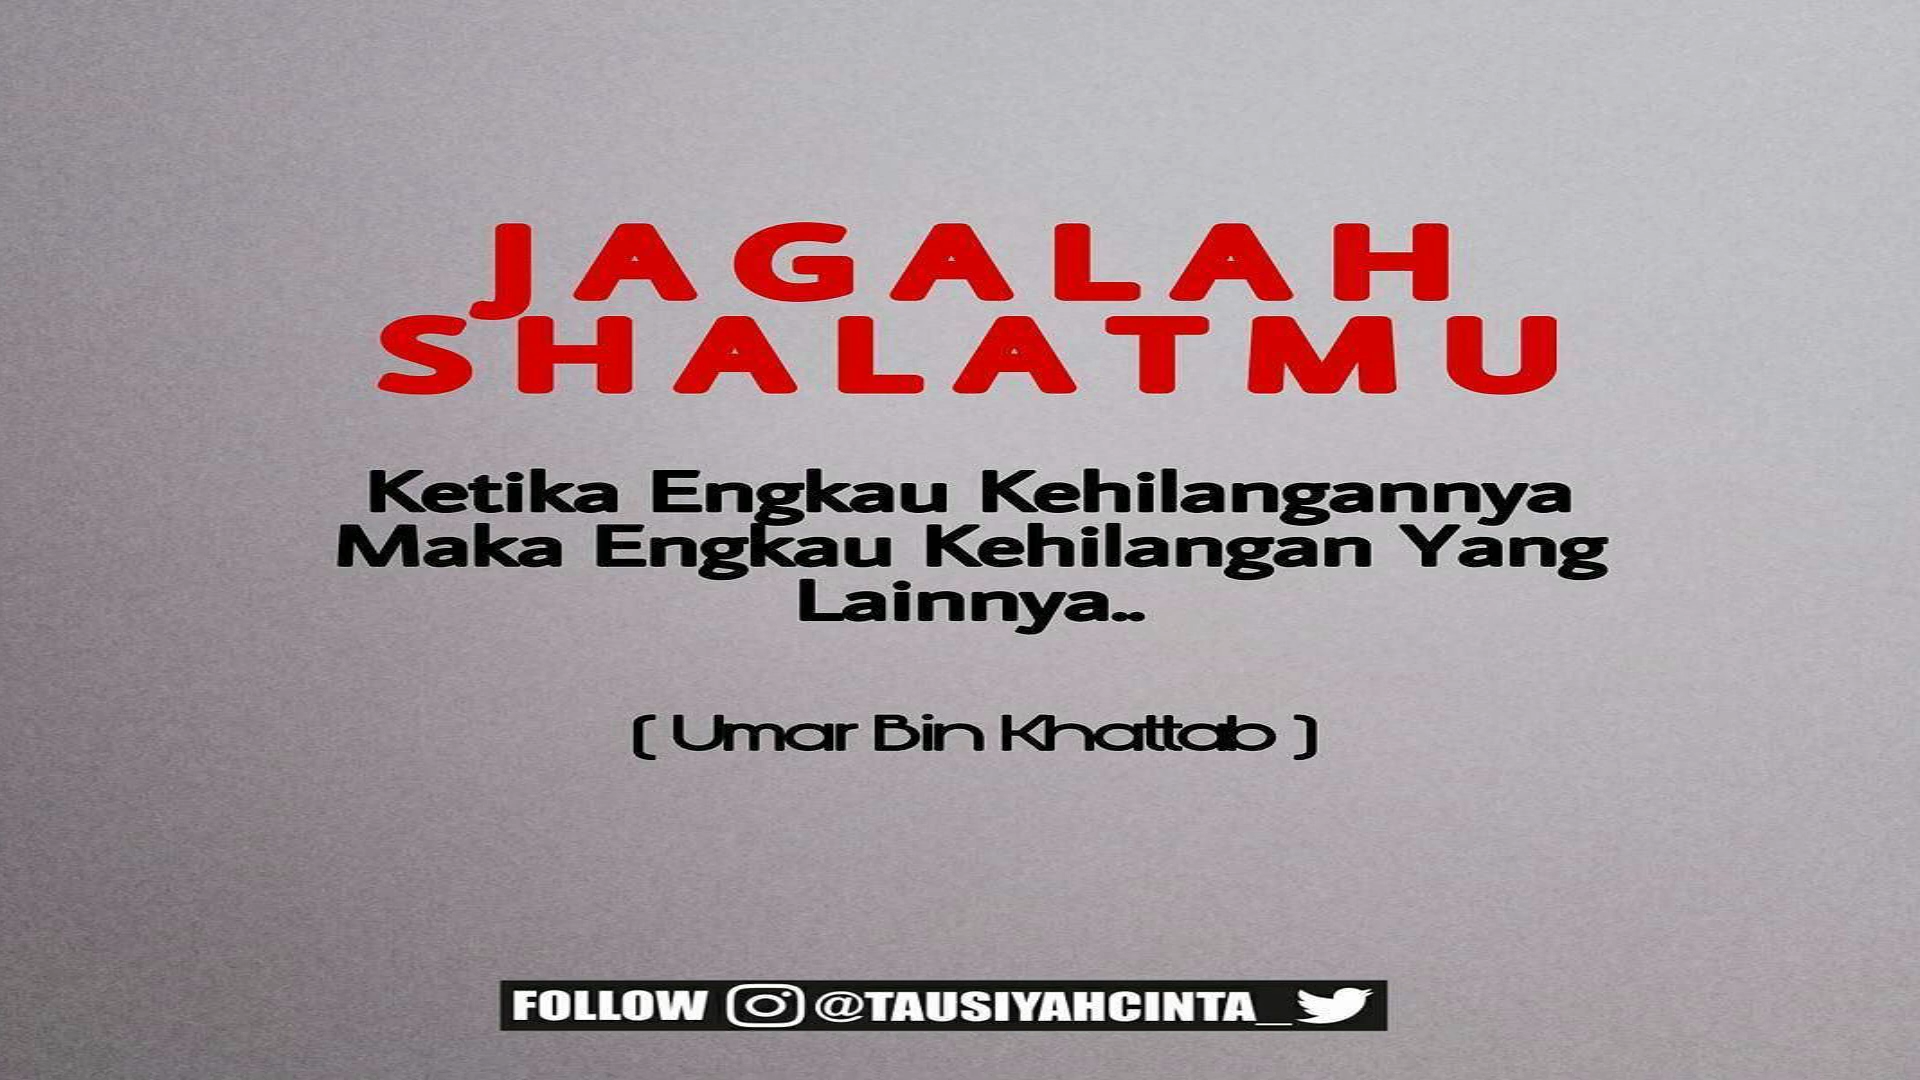 JAGALAH
SHALATMU
Ketika Engkau Kehilangannya
Maka Engkau Kehilangan Yang
Lainnya..
( Umar Bin Khattab )
FOLLOW @TAUSIYAHCINTA_